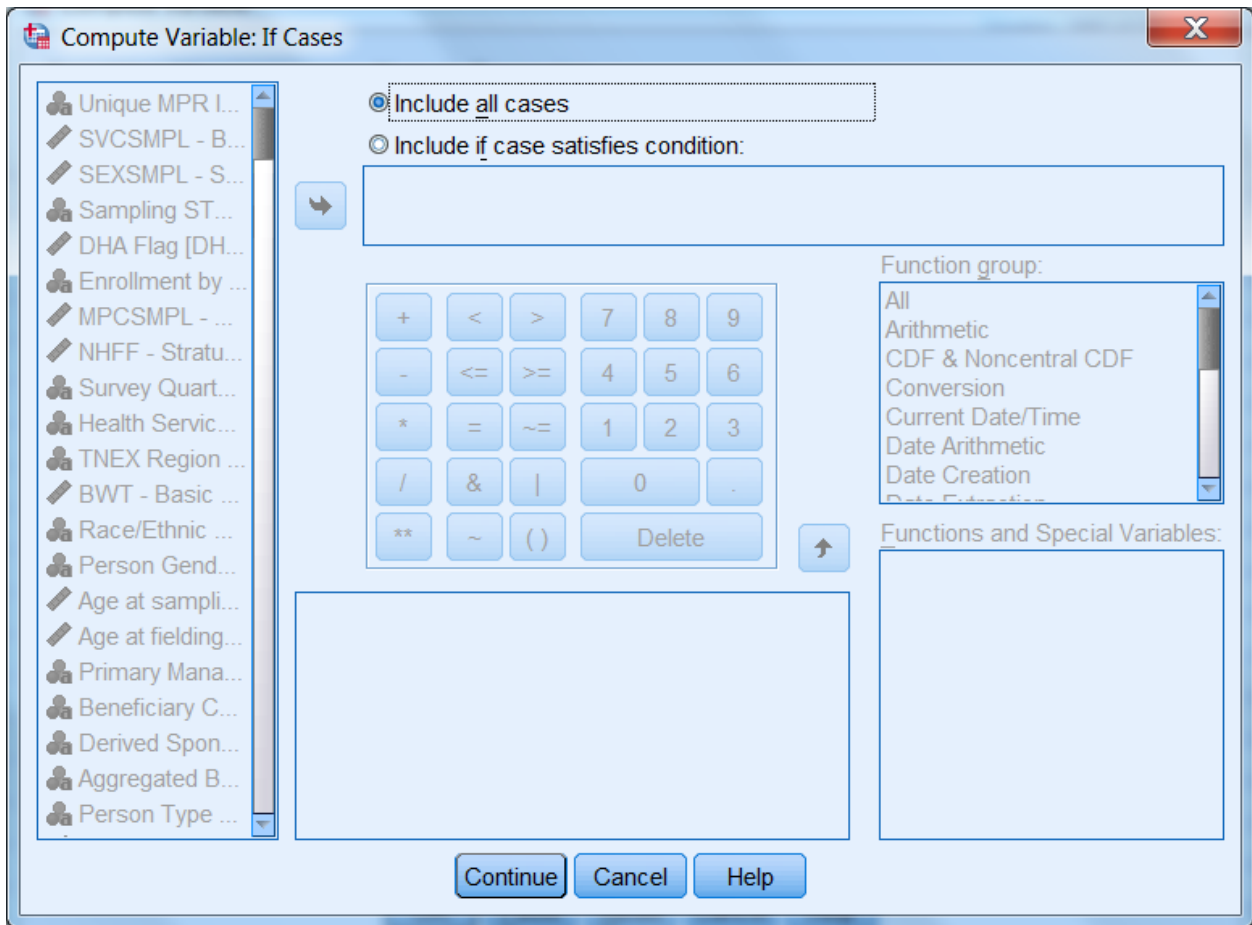 Compute Variable: If Cases
X
Unique MPR I...
SVCSMPL - B...
SEXSMPL - S...
Sampling ST...
DHA Flag [DH...
Enrollment by ...
MPCSMPL - ...
NHFF - Stratu...
Survey Quart...
Health Servic...
TNEX Region ...
BWT - Basic ...
Race/Ethnic ...
Person Gend...
Age at sampli...
Age at fielding...
Primary Mana...
Beneficiary C...
Derived Spon...
Aggregated B...
Person Type ...
Include all cases
Include if case satisfies condition:
+ < > 7 8 9
- <= >= 4 5 6
* = ~= 1 2 3
/ & | 0 .
** ~ ( ) Delete
Function group:
All
Arithmetic
CDF & Noncentral CDF
Conversion
Current Date/Time
Date Arithmetic
Date Creation
Date Extraction
Functions and Special Variables:
Continue Cancel Help